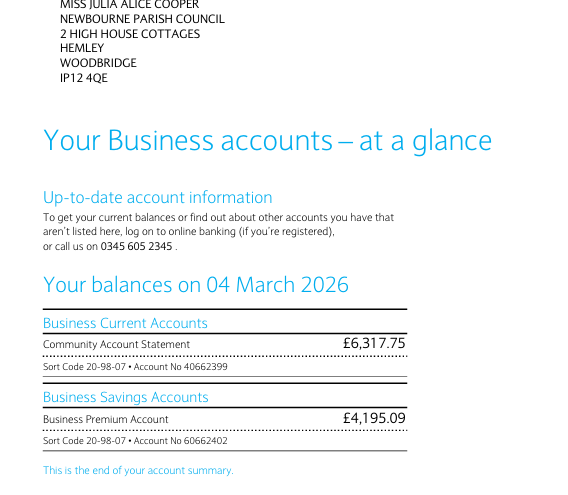 MISS JULIA ALICE COOPER
NEWBOURNE PARISH COUNCIL
2 HIGH HOUSE COTTAGES
HEMLEY
WOODBRIDGE
IP12 4QE
Your Business accounts – at a glance
Up-to-date account information
To get your current balances or find out about other accounts you have that
aren't listed here, log on to online banking (if you're registered),
or call us on 0345 605 2345 .
Your balances on 04 March 2026
Business Current Accounts
Community Account Statement £6,317.75
Sort Code 20-98-07 • Account No 40662399
Business Savings Accounts
Business Premium Account £4,195.09
Sort Code 20-98-07 • Account No 60662402
This is the end of your account summary.